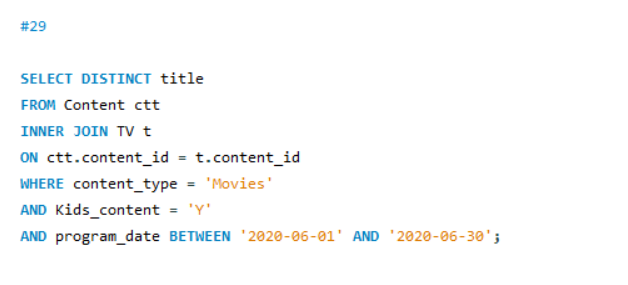 #29
SELECT DISTINCT title
FROM Content ctt
INNER JOIN TV t
ON ctt.content_id = t.content_id
WHERE content_type = 'Movies'
AND Kids_content = 'Y'
AND program_date BETWEEN '2020-06-01' AND '2020-06-30';